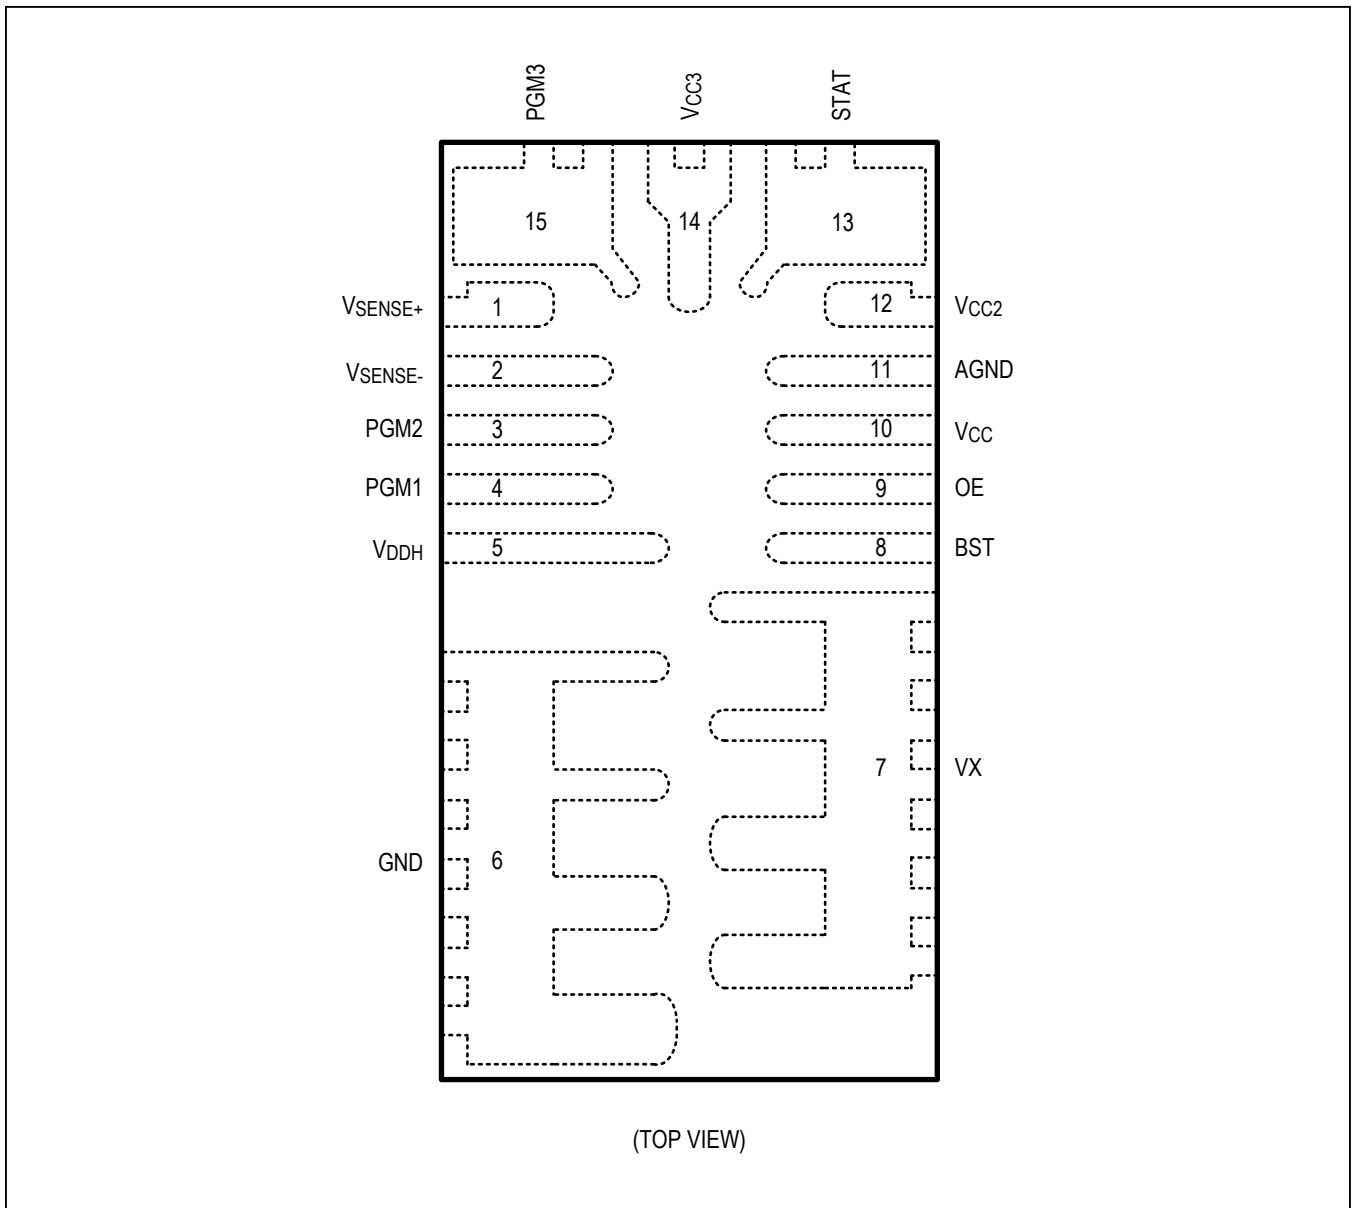 PGM3 VCC3 STAT
15 14 13
VSENSE+ 1 12 VCC2
VSENSE- 2 11 AGND
PGM2 3 10 VCC
PGM1 4 9 OE
VDDH 5 8 BST
7 VX
GND 6
(TOP VIEW)